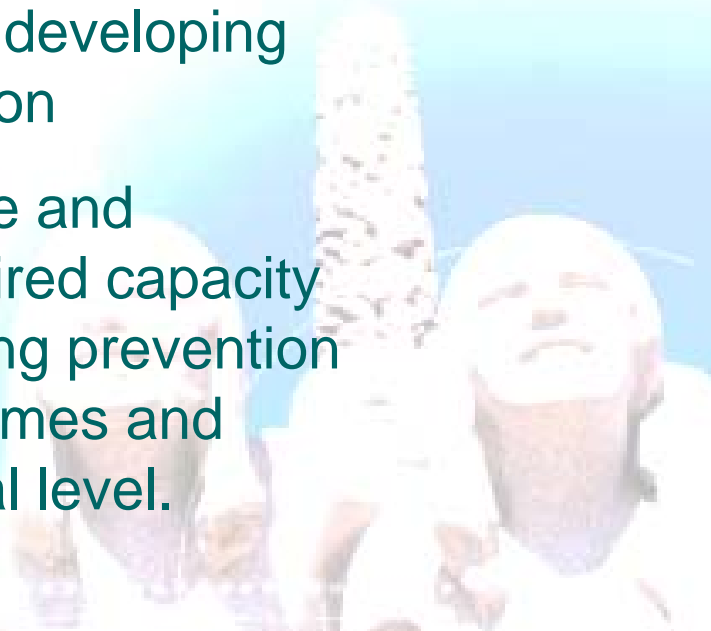 developing
on
e and
ired capacity
ng prevention
mes and
al level.